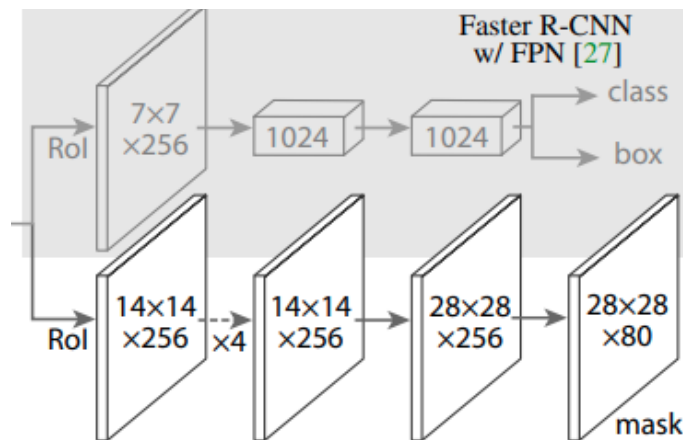 Faster R-CNN
w/ FPN [27]
RoI
7×7
×256
1024
1024
class
box
RoI
14×14
×256
×4
14×14
×256
28×28
×256
28×28
×80
mask